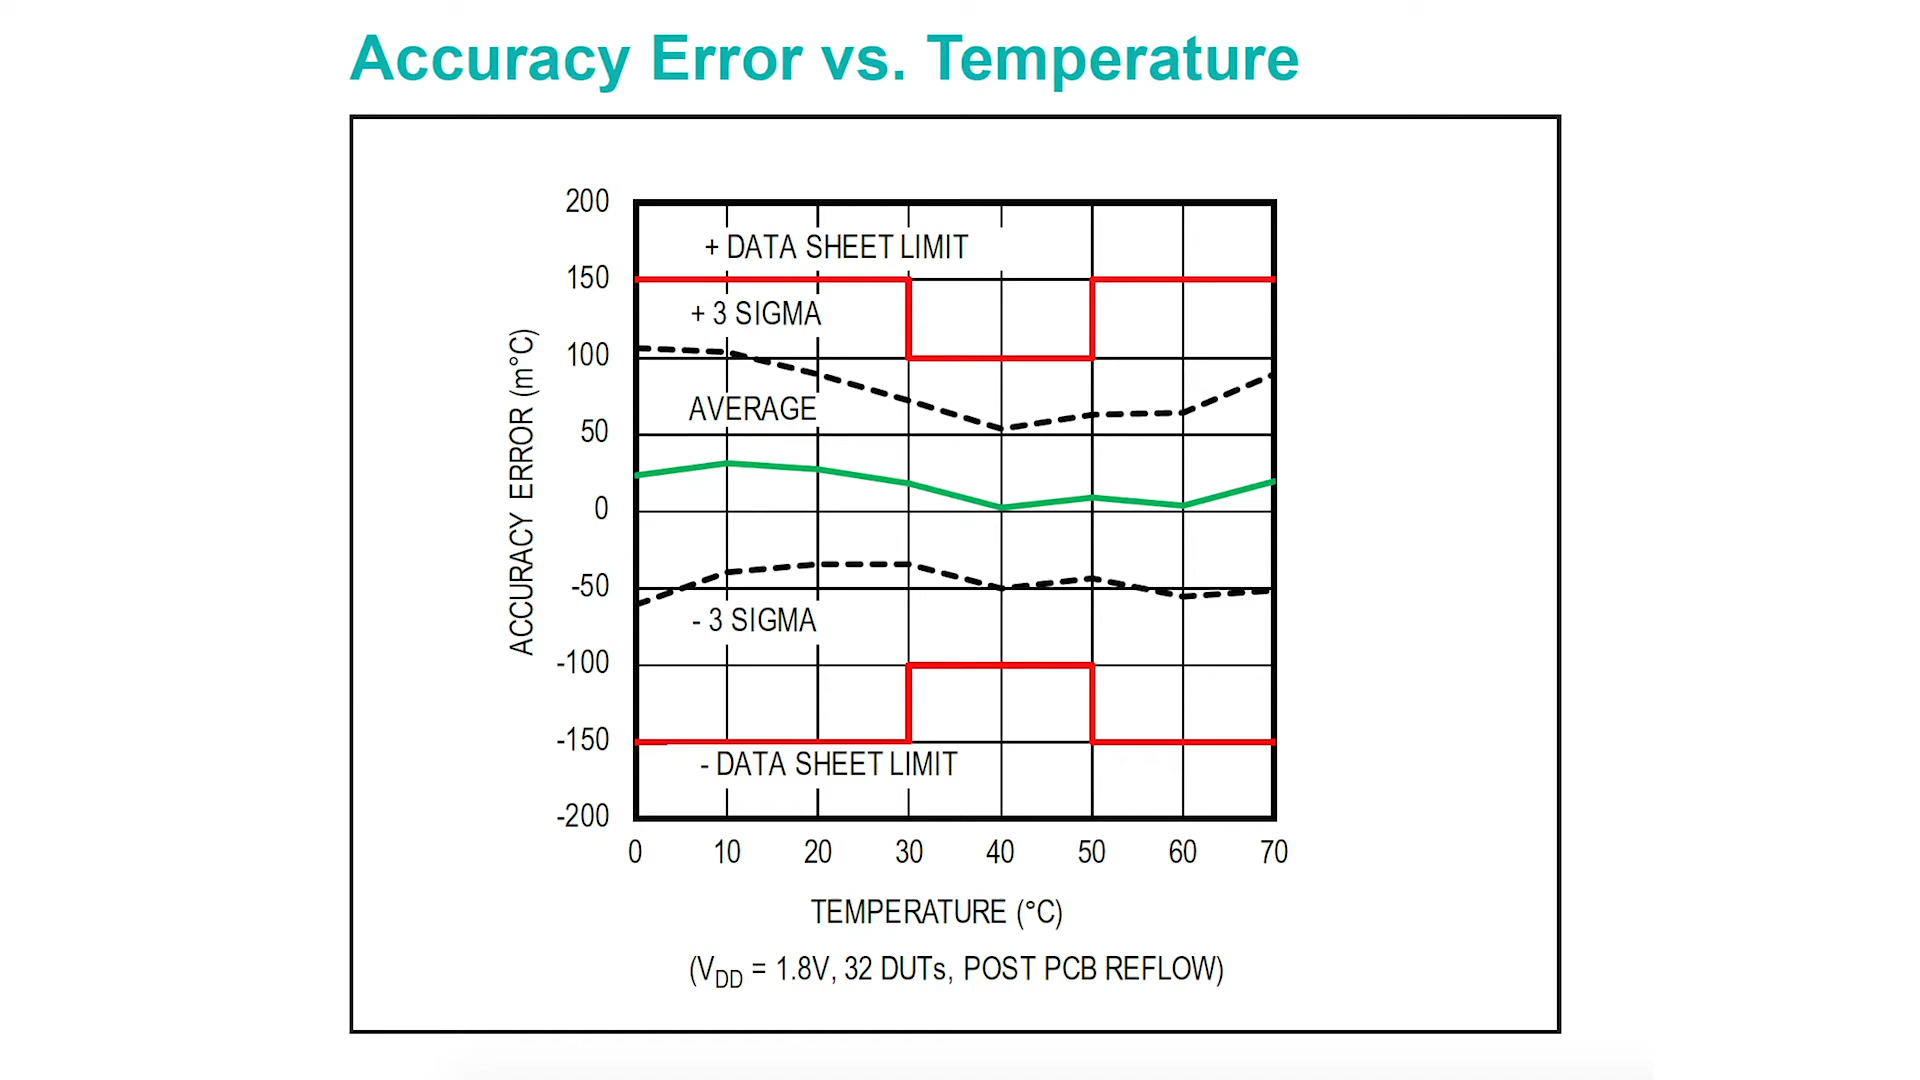 Accuracy Error vs. Temperature
200
+ DATA SHEET LIMIT
150
+ 3 SIGMA
100
AVERAGE
50
0
-50
- 3 SIGMA
-100
-150
- DATA SHEET LIMIT
-200
ACCURACY ERROR (m°C)
0 10 20 30 40 50 60 70
TEMPERATURE (°C)
(VDD = 1.8V, 32 DUTs, POST PCB REFLOW)